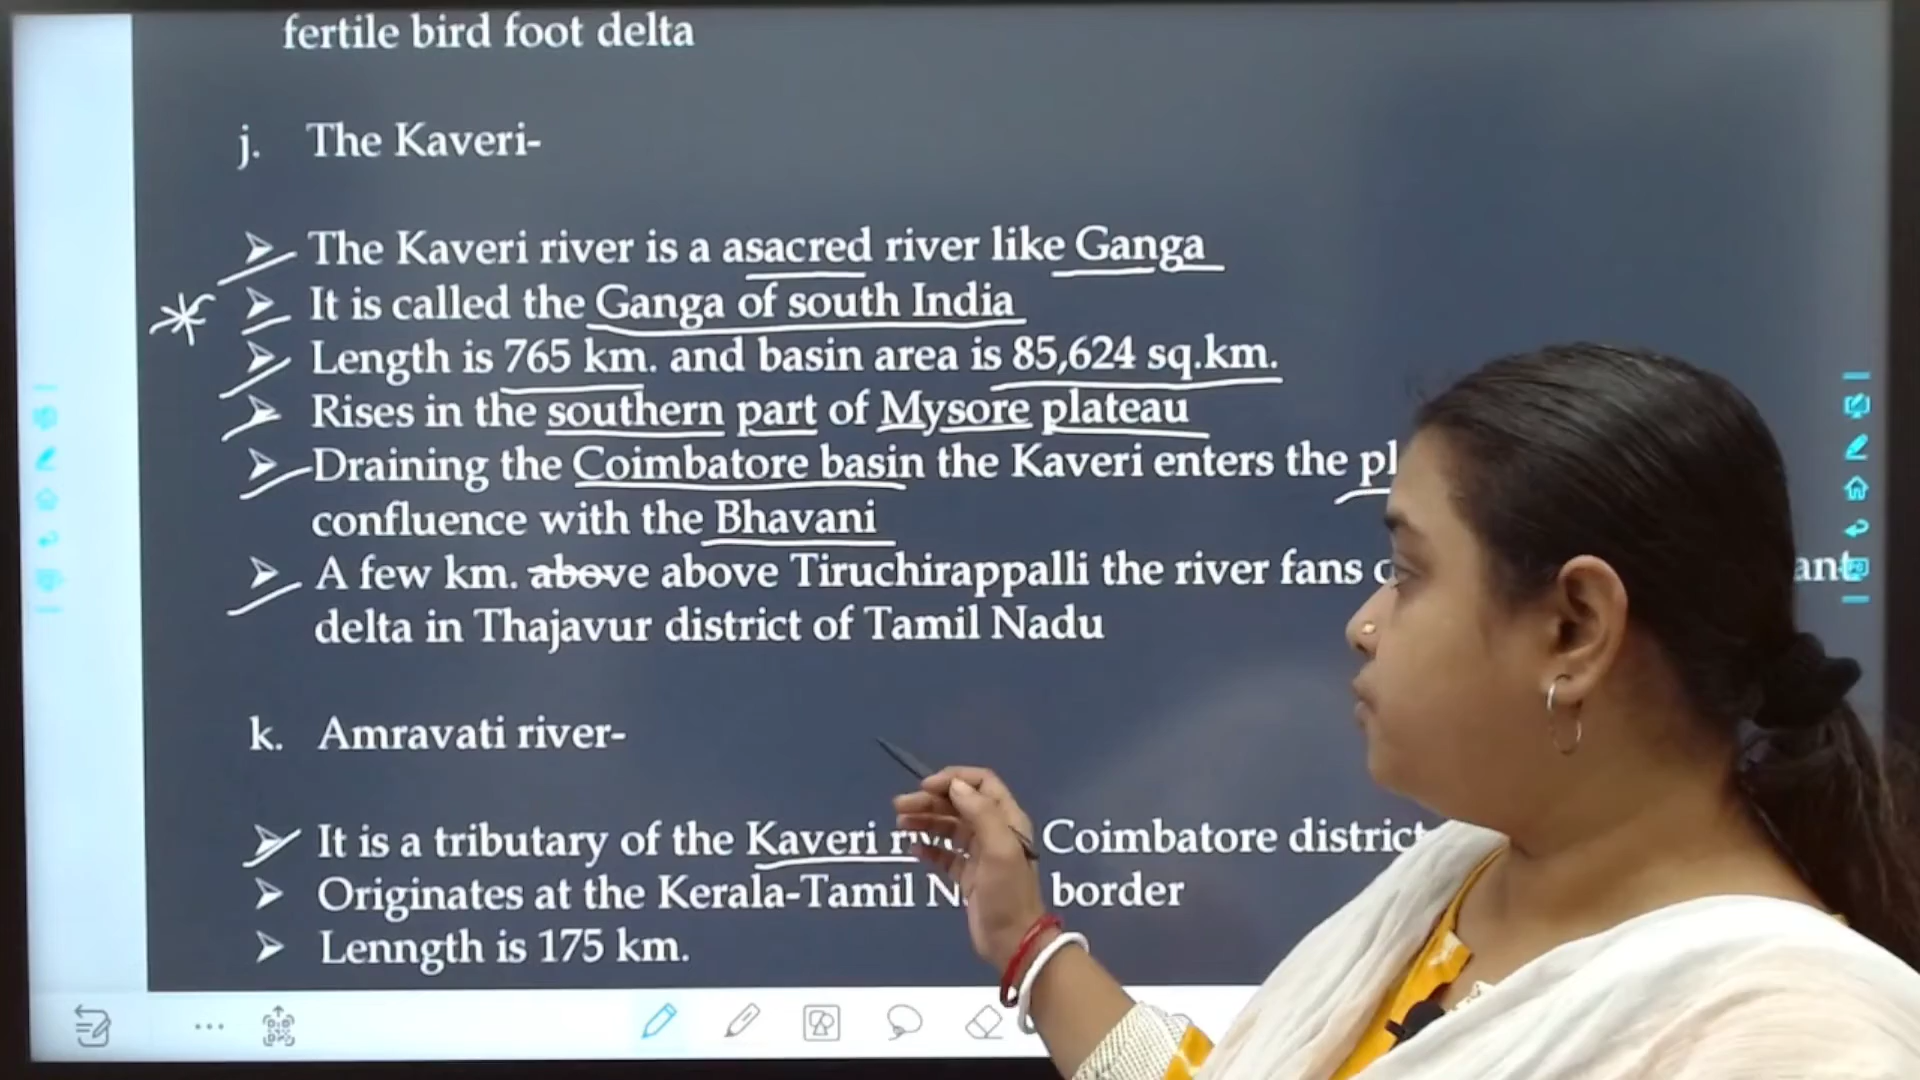 fertile bird foot delta
j. The Kaveri-
The Kaveri river is a asacred river like Ganga
It is called the Ganga of south India
Length is 765 km. and basin area is 85,624 sq.km.
Rises in the southern part of Mysore plateau
Draining the Coimbatore basin the Kaveri enters the
confluence with the Bhavani
A few km. above above Tiruchirappalli the river fans
delta in Thajavur district of Tamil Nadu
k. Amravati river-
It is a tributary of the Kaveri Coimbatore district
Originates at the Kerala-Tamil border
Lenngth is 175 km.